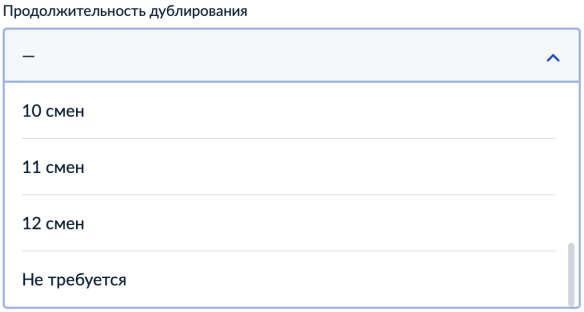 Продолжительность дублирования
—
10 смен
11 смен
12 смен
Не требуется